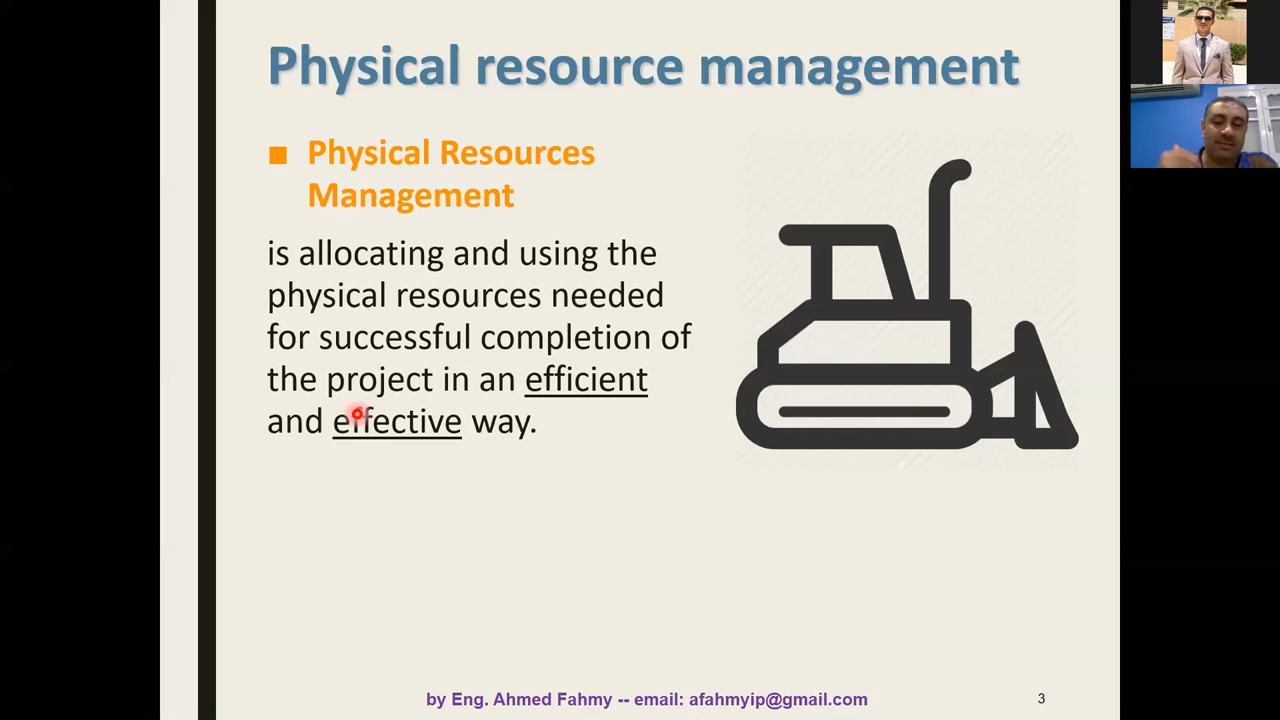 Physical resource management
■ Physical Resources
Management
is allocating and using the
physical resources needed
for successful completion of
the project in an efficient
and effective way.
by Eng. Ahmed Fahmy -- email: afahmyip@gmail.com
3